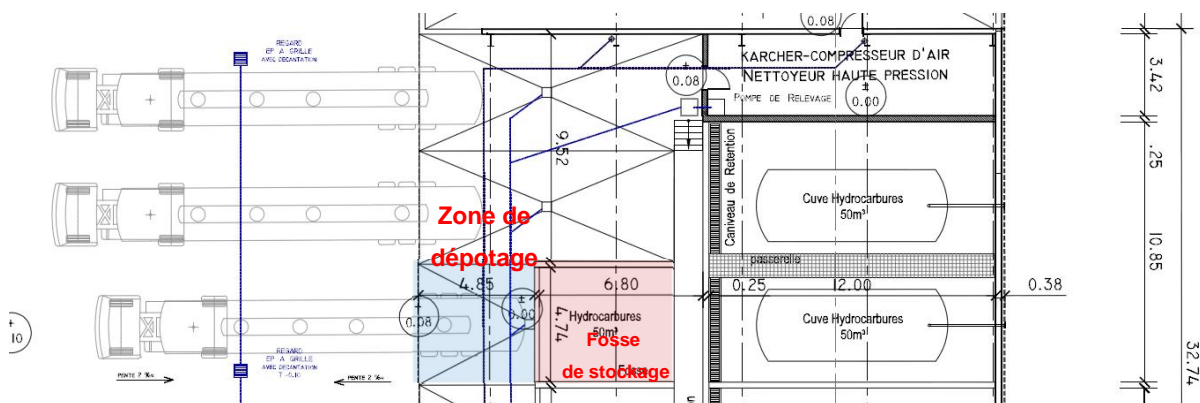 REGARD
EP A GRILLE
AVEC DECANTATION
±
0.08
±
0.08
KARCHER-COMPRESSEUR D'AIR
NETTOYEUR HAUTE PRESSION
POMPE DE RELEVAGE
±
0.00
3.42
9.52
.25
Caniveau de Retention
Cuve Hydrocarbures
50m³
Zone de
dépotage
passerelle
10.85
4.85
6.80
0.25
12.00
0.38
±
0.08
±
0.00
4.74
Hydrocarbures
50m³
Fosse
de stockage
Fosse
Cuve Hydrocarbures
50m³
±
10
REGARD
EP A GRILLE
AVEC DECANTATION
PENTE 2 %
PENTE 2 %
32.74